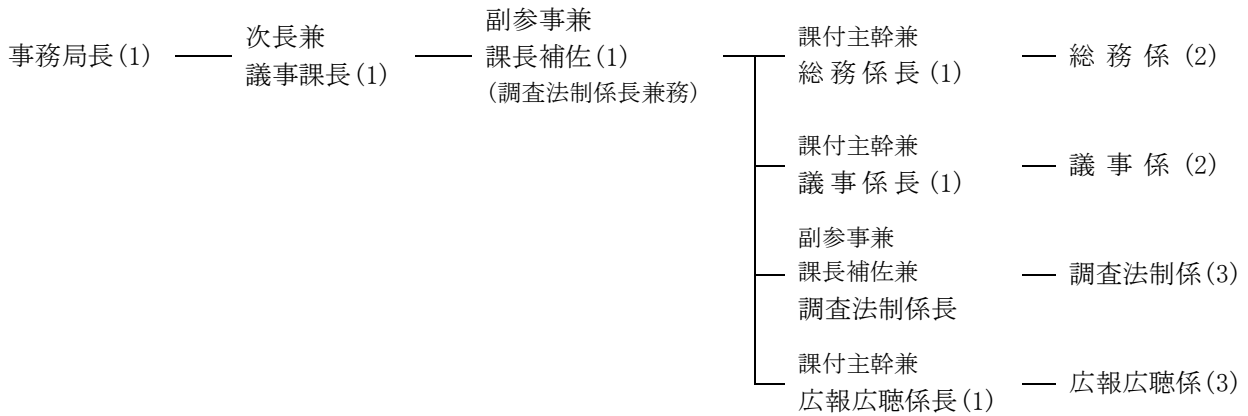 事務局長(1)
次長兼
議事課長(1)
副参事兼
課長補佐(1)
(調査法制係長兼務)
課付主幹兼
総務係長(1)
総務係(2)
課付主幹兼
議事係長(1)
議事係(2)
副参事兼
課長補佐兼
調査法制係長
調査法制係(3)
課付主幹兼
広報広聴係長(1)
広報広聴係(3)